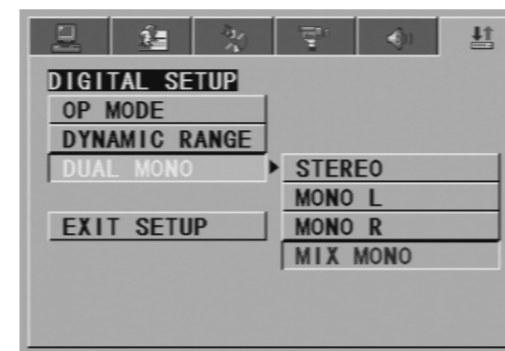 DIGITAL SETUP
OP MODE
DYNAMIC RANGE
DUAL MONO
STEREO
MONO L
MONO R
MIX MONO
EXIT SETUP